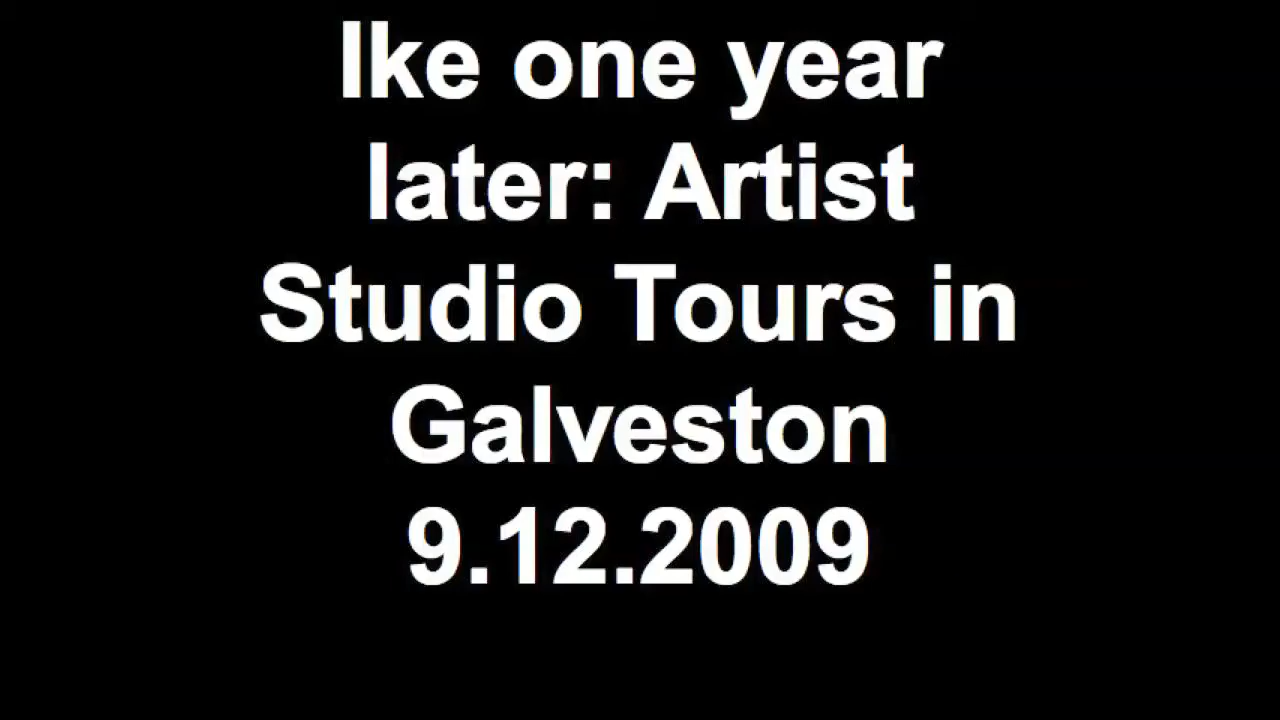 Ike one year
later: Artist
Studio Tours in
Galveston
9.12.2009